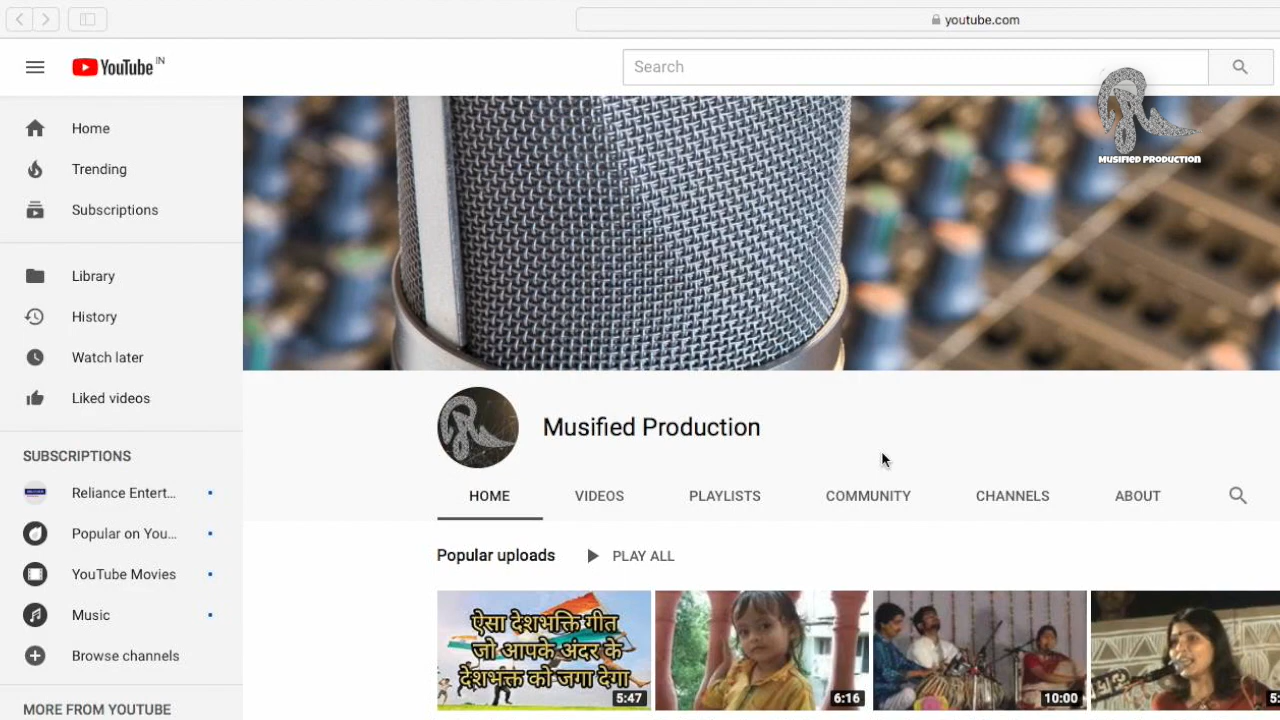 youtube.com
YouTube IN
Search
MUSIFIED PRODUCTION
Home
Trending
Subscriptions
Library
History
Watch later
Liked videos
SUBSCRIPTIONS
Reliance Entert...
Popular on You...
YouTube Movies
Music
Browse channels
MORE FROM YOUTUBE
Musified Production
HOME VIDEOS PLAYLISTS COMMUNITY CHANNELS ABOUT
Popular uploads PLAY ALL
ऐसा देशभक्ति गीत
जो आपके अंदर के
देशभक्त को जगा देगा
5:47
6:16
10:00